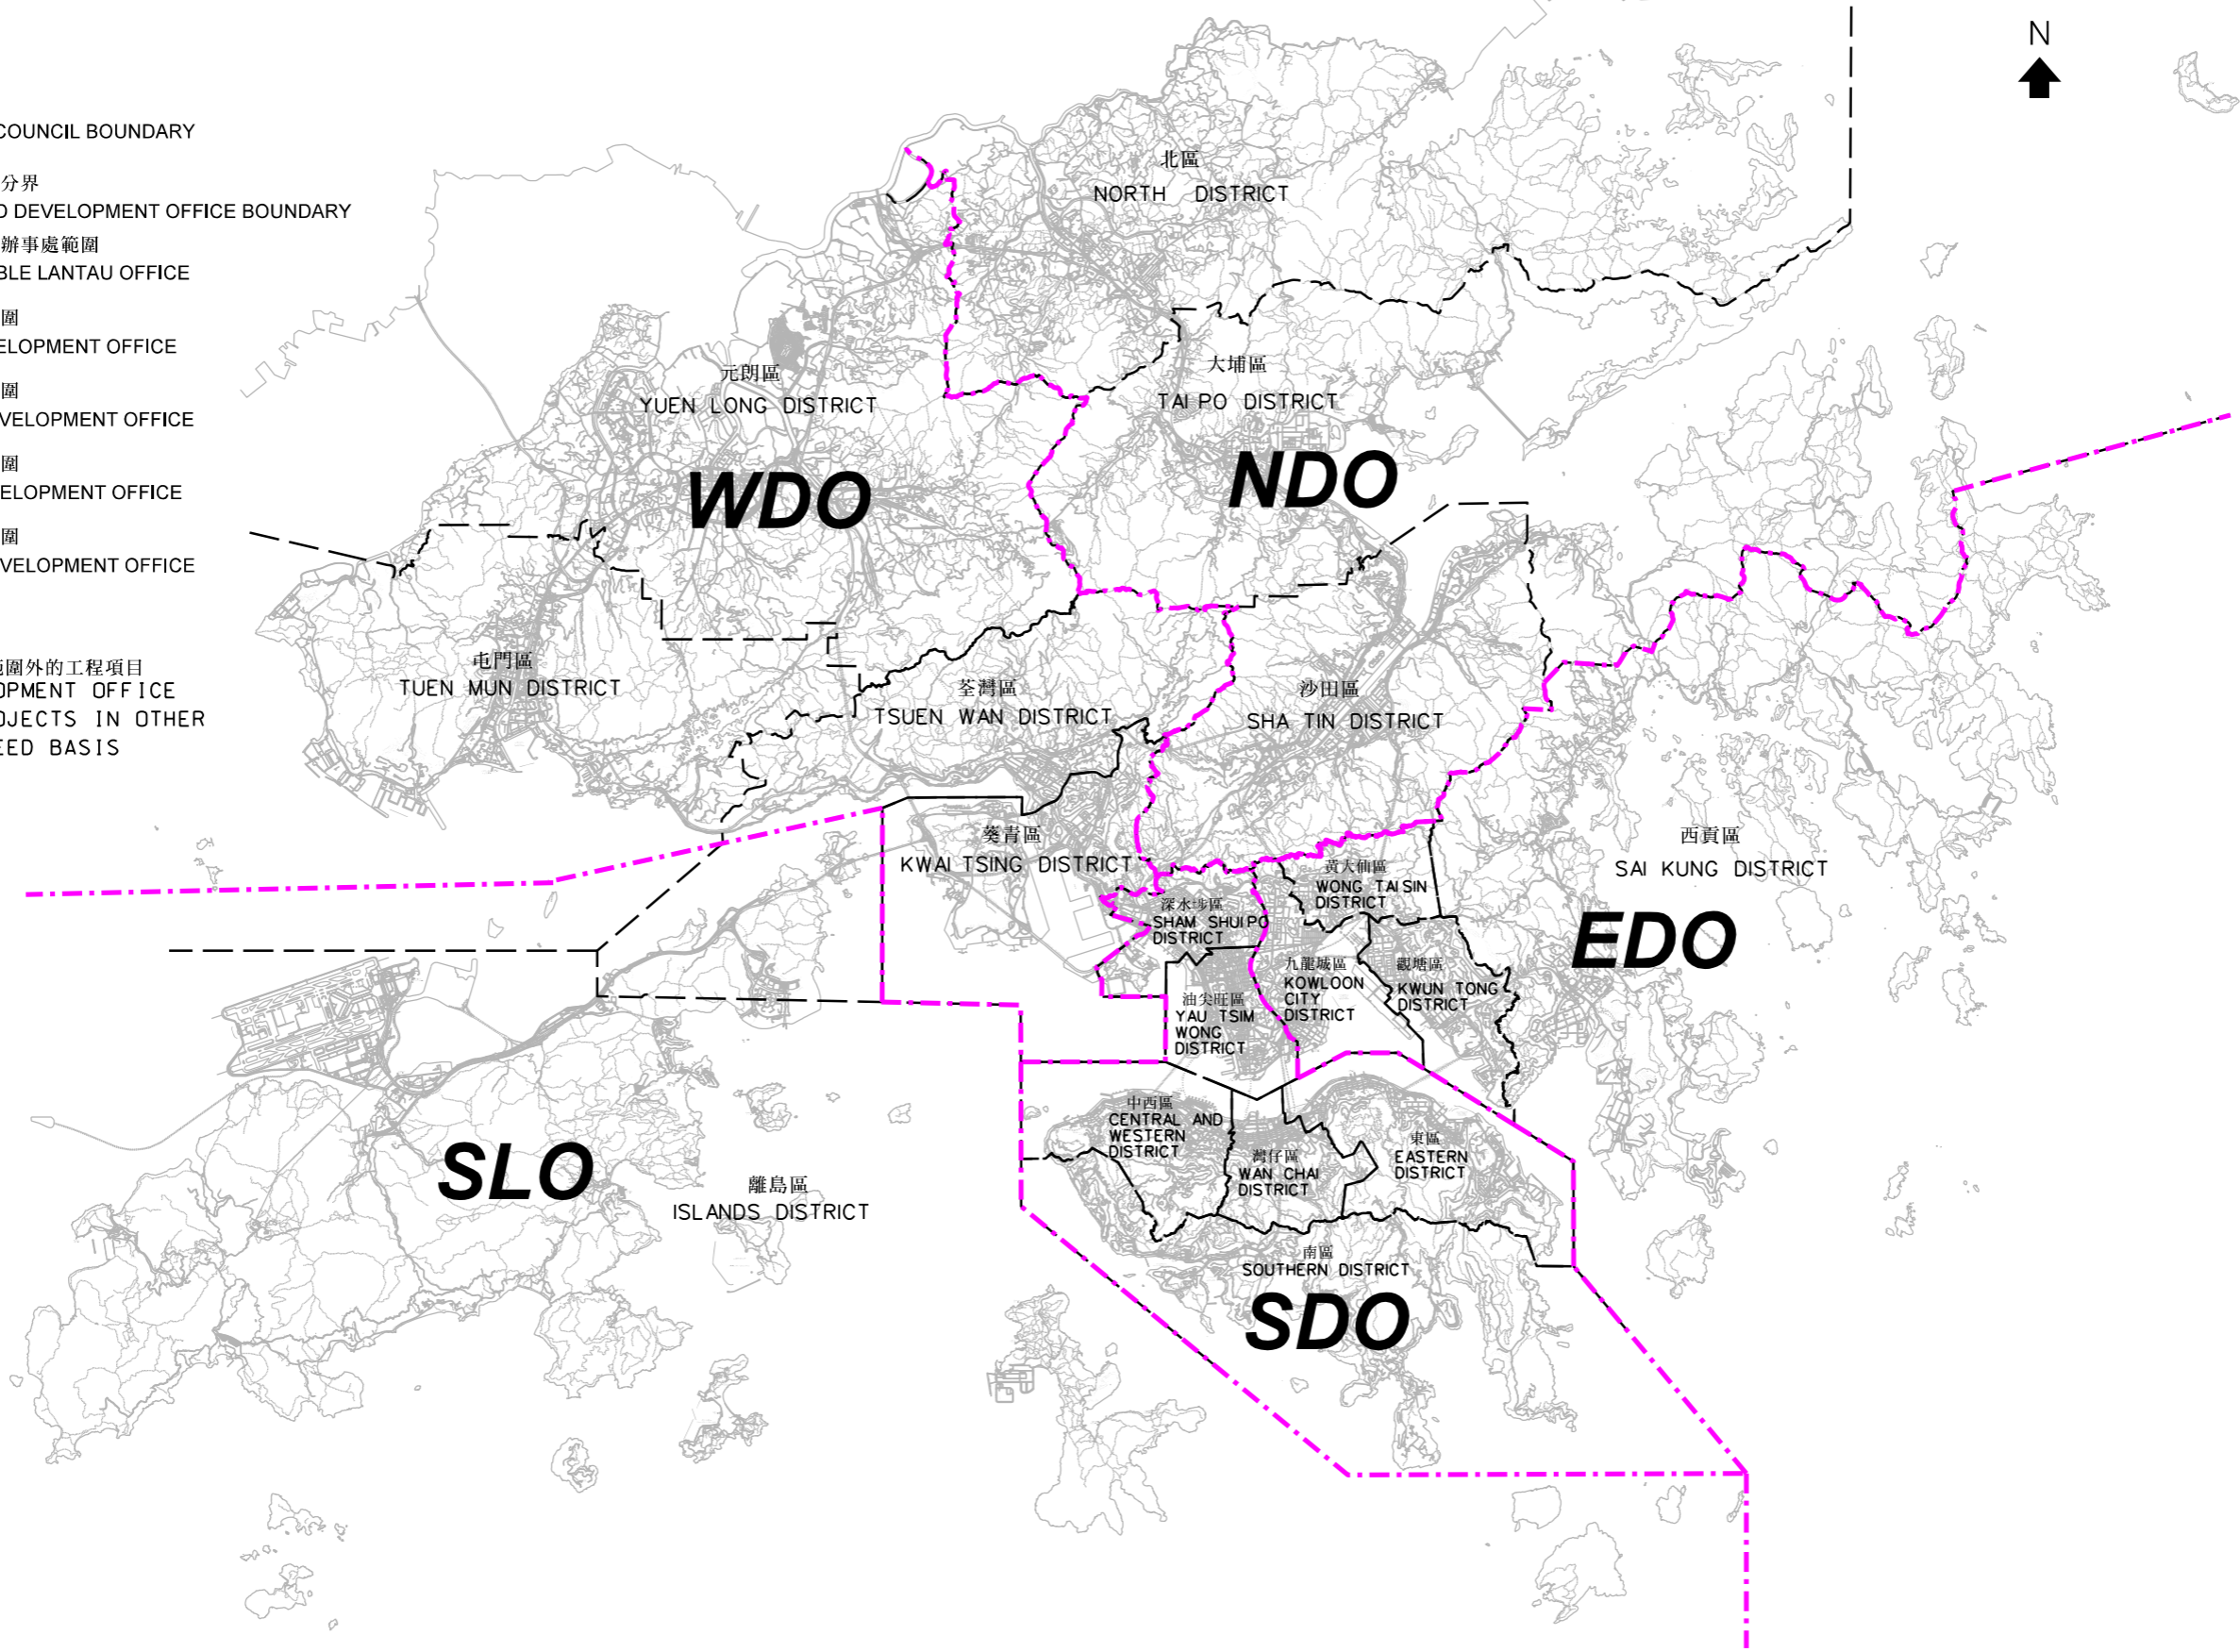 COUNCIL BOUNDARY
分界
D DEVELOPMENT OFFICE BOUNDARY
辦事處範圍
BLE LANTAU OFFICE
圍
ELOPMENT OFFICE
圍
VELOPMENT OFFICE
圍
ELOPMENT OFFICE
圍
VELOPMENT OFFICE
範圍外的工程項目
OPMENT OFFICE
OJECTS IN OTHER
EED BASIS
N
北區
NORTH DISTRICT
元朗區
YUEN LONG DISTRICT
大埔區
TAI PO DISTRICT
WDO
NDO
屯門區
TUEN MUN DISTRICT
荃灣區
TSUEN WAN DISTRICT
沙田區
SHA TIN DISTRICT
葵青區
KWAI TSING DISTRICT
西貢區
SAI KUNG DISTRICT
黃大仙區
WONG TAI SIN
DISTRICT
深水埗區
SHAM SHUI PO
DISTRICT
EDO
九龍城區
KOWLOON
CITY
DISTRICT
觀塘區
KWUN TONG
DISTRICT
油尖旺區
YAU TSIM
WONG
DISTRICT
中西區
CENTRAL AND
WESTERN
DISTRICT
灣仔區
WAN CHAI
DISTRICT
東區
EASTERN
DISTRICT
SLO
離島區
ISLANDS DISTRICT
南區
SOUTHERN DISTRICT
SDO